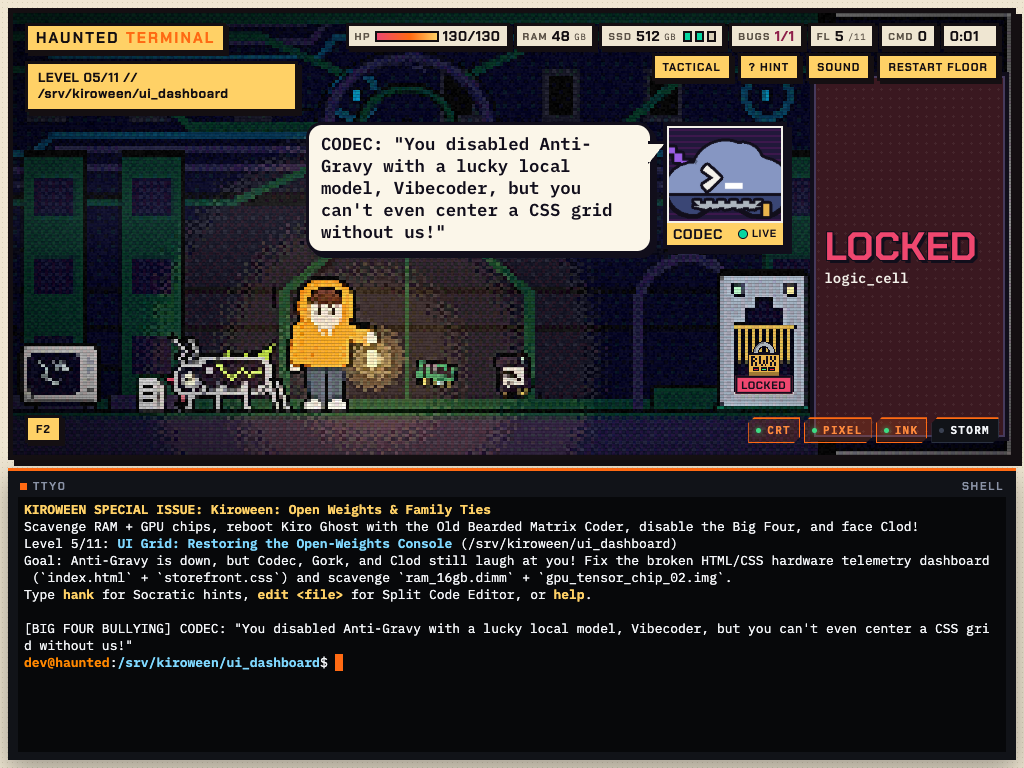 HAUNTED TERMINAL
HP 130/130
RAM 48 GB
SSD 512 GB
BUGS 1/1
FL 5 /11
CMD 0
0:01
TACTICAL
? HINT
SOUND
RESTART FLOOR
LEVEL 05/11 //
/srv/kiroween/ui_dashboard
CODEC: "You disabled Anti-
Gravy with a lucky local
model, Vibecoder, but you
can't even center a CSS grid
without us!"
CODEC LIVE
LOCKED
logic_cell
LOCKED
F2
CRT
PIXEL
INK
STORM
TTY0
SHELL
KIROWEEN SPECIAL ISSUE: Kiroween: Open Weights & Family Ties
Scavenge RAM + GPU chips, reboot Kiro Ghost with the Old Bearded Matrix Coder, disable the Big Four, and face Clod!
Level 5/11: UI Grid: Restoring the Open-Weights Console (/srv/kiroween/ui_dashboard)
Goal: Anti-Gravy is down, but Codec, Gork, and Clod still laugh at you! Fix the broken HTML/CSS hardware telemetry dashboard
(`index.html` + `storefront.css`) and scavenge `ram_16gb.dimm` + `gpu_tensor_chip_02.img`.
Type hank for Socratic hints, edit <file> for Split Code Editor, or help.
[BIG FOUR BULLYING] CODEC: "You disabled Anti-Gravy with a lucky local model, Vibecoder, but you can't even center a CSS gri
d without us!"
dev@haunted:/srv/kiroween/ui_dashboard$